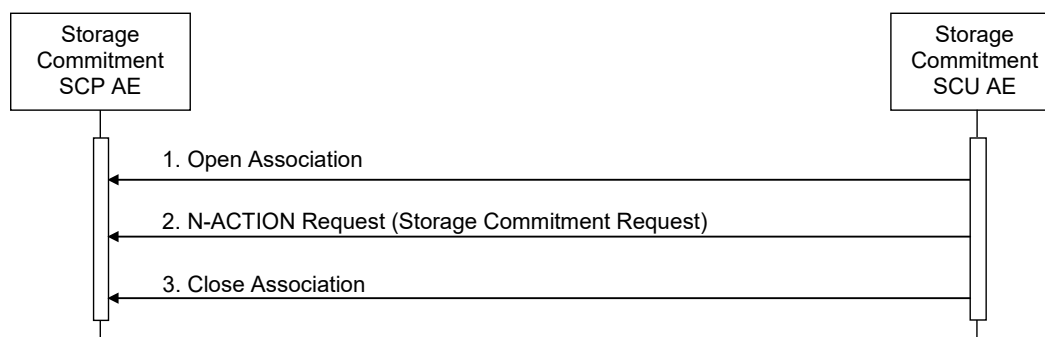 Storage
Commitment
SCP AE
Storage
Commitment
SCU AE
1. Open Association
2. N-ACTION Request (Storage Commitment Request)
3. Close Association